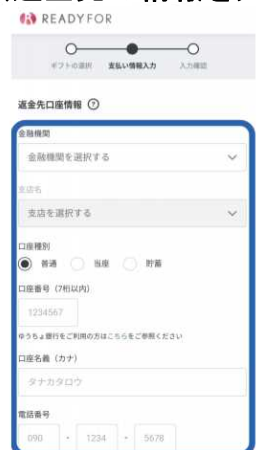 READYFOR
ギフトの選択 支払い情報入力 入力確認
返金先口座情報 ?
金融機関
金融機関を選択する
支店名
支店を選択する
口座種別
普通 当座 貯蓄
口座番号 (7桁以内)
1234567
ゆうちょ銀行をご利用の方はこちらをご参照ください
口座名義 (カナ)
タナカタロウ
電話番号
090 - 1234 - 5678